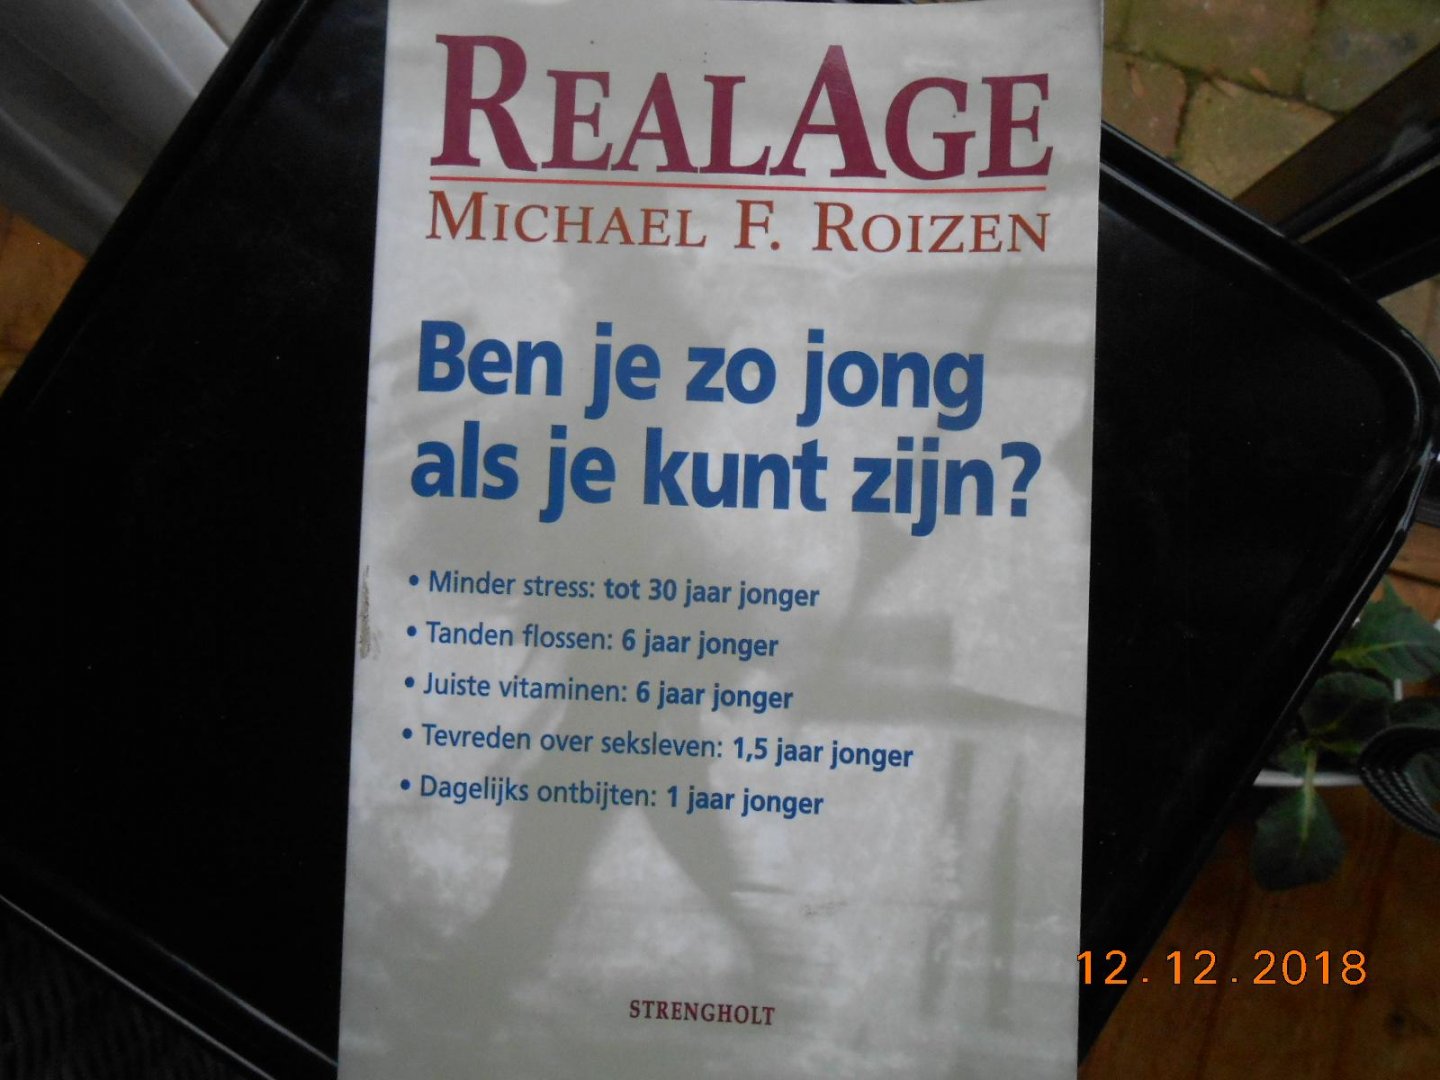 REALAGE
MICHAEL F. ROIZEN
Ben je zo jong
als je kunt zijn?
• Minder stress: tot 30 jaar jonger
• Tanden flossen: 6 jaar jonger
• Juiste vitaminen: 6 jaar jonger
• Tevreden over seksleven: 1,5 jaar jonger
• Dagelijks ontbijten: 1 jaar jonger
12.12.2018
STRENGHOLT